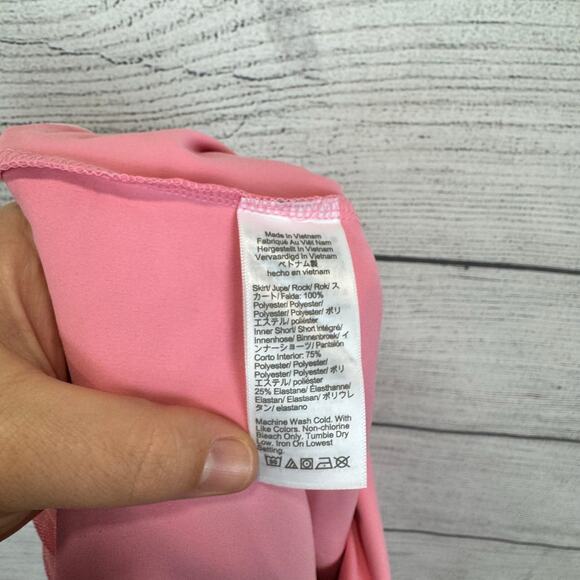 Made In Vietnam
Fabriqué Au Viêt Nam
Hergestellt In Vietnam
Vervaardigd In Vietnam
ベトナム製
hecho en vietnam
Skirt/ Jupe/ Rock/ Rok/ ス
カート/ Falda: 100%
Polyester/ Polyester/
Polyester/ Polyester/ ポリ
エステル/ poliéster
Inner Short/ Short Intégré/
Innenhose/ Binnenbroek/ イ
ンナーショーツ/ Pantalón
Corto Interior: 75%
Polyester/ Polyester/
Polyester/ Polyester/ ポリ
エステル/ poliéster
25% Elastane/ Élasthanne/
Elastan/ Elastaan/ ポリウレ
タン/ elastano
Machine Wash Cold. With
Like Colors. Non-chlorine
Bleach Only. Tumble Dry
Low. Iron On Lowest
Setting.